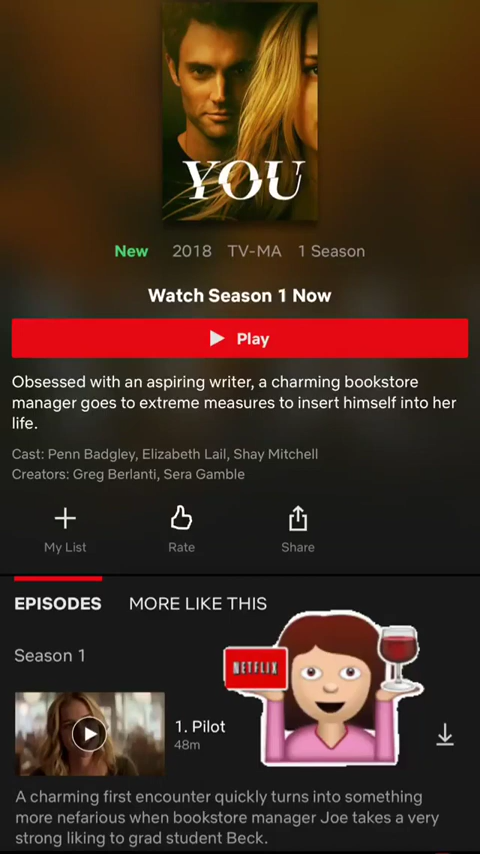 YOU
New 2018 TV-MA 1 Season
Watch Season 1 Now
Play
Obsessed with an aspiring writer, a charming bookstore
manager goes to extreme measures to insert himself into her
life.
Cast: Penn Badgley, Elizabeth Lail, Shay Mitchell
Creators: Greg Berlanti, Sera Gamble
My List Rate Share
EPISODES MORE LIKE THIS
Season 1
NETFLIX
1. Pilot
48m
A charming first encounter quickly turns into something
more nefarious when bookstore manager Joe takes a very
strong liking to grad student Beck.